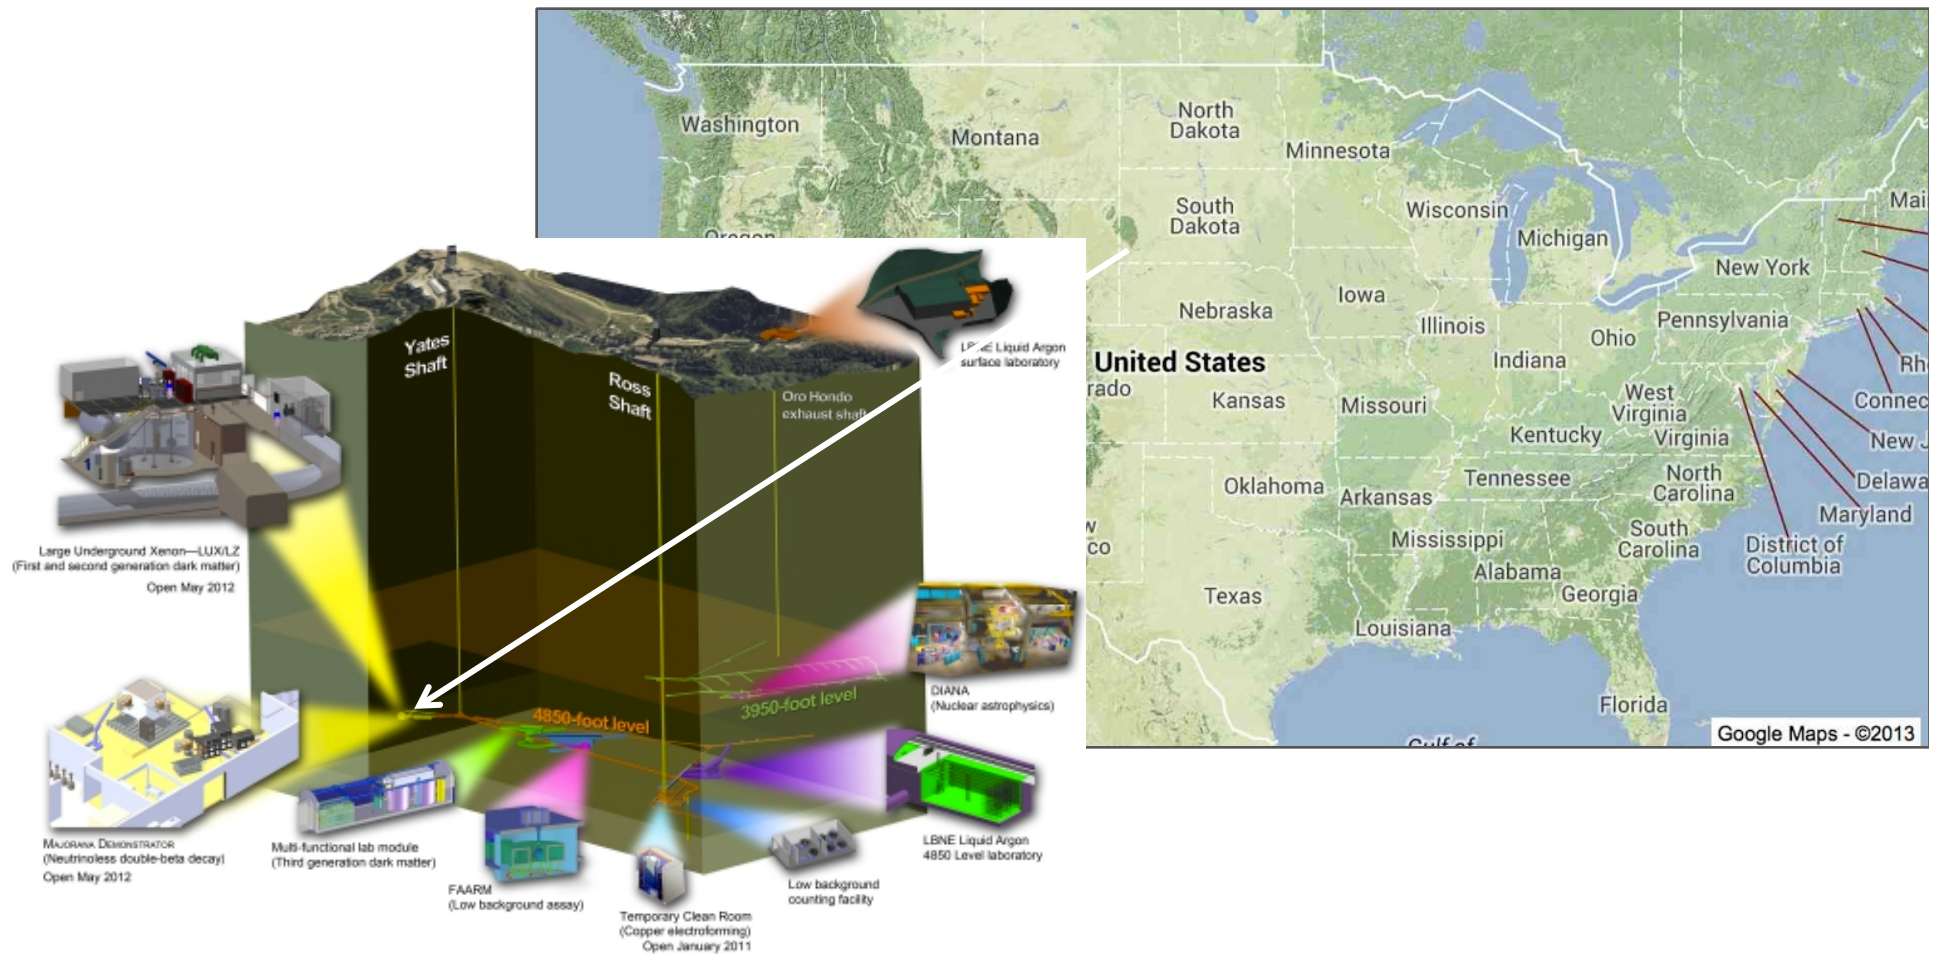 Washington
Montana
North
Dakota
Minnesota
South
Dakota
Wisconsin
Michigan
Mai
Oregon
New York
Nebraska
Iowa
Illinois
Indiana
Ohio
Pennsylvania
United States
rado
Kansas
Missouri
West
Virginia
Kentucky
Virginia
Rh
Connec
New J
Oklahoma
Arkansas
Tennessee
North
Carolina
Delawa
Maryland
w
co
Mississippi
South
Carolina
District of
Columbia
Alabama
Georgia
Texas
Louisiana
Florida
Gulf of
Google Maps - ©2013
Yates
Shaft
Ross
Shaft
Oro Hondo
exhaust shaft
LBNE Liquid Argon
surface laboratory
Large Underground Xenon—LUX/LZ
(First and second generation dark matter)
Open May 2012
4850-foot level
3950-foot level
DIANA
(Nuclear astrophysics)
MAJORANA DEMONSTRATOR
(Neutrinoless double-beta decay)
Open May 2012
Multi-functional lab module
(Third generation dark matter)
FAARM
(Low background assay)
Temporary Clean Room
(Copper electroforming)
Open January 2011
Low background
counting facility
LBNE Liquid Argon
4850 Level laboratory